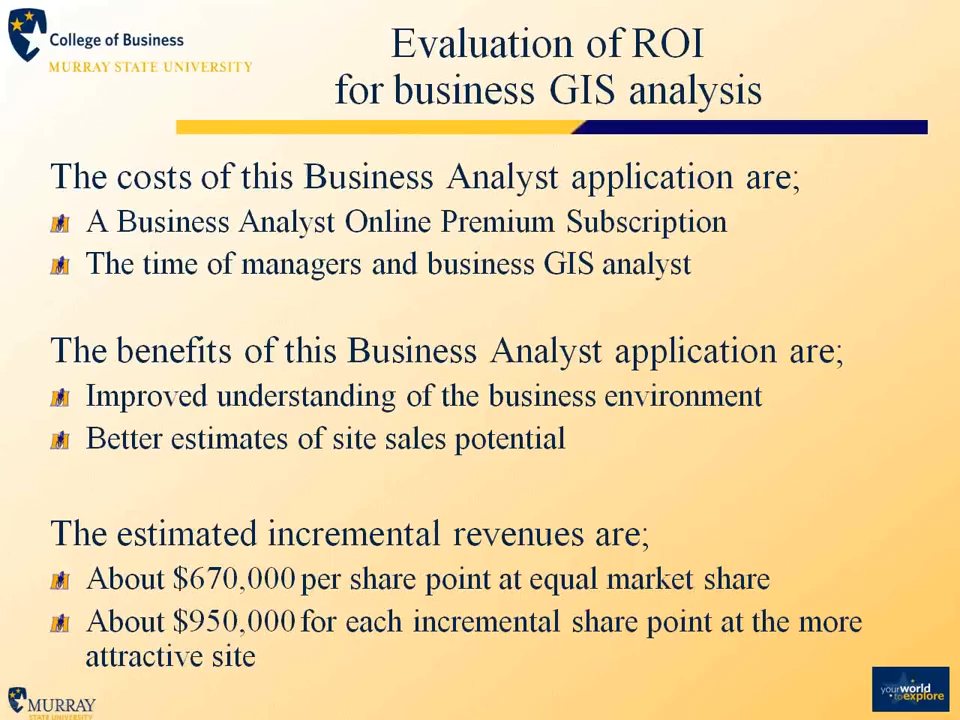 College of Business
MURRAY STATE UNIVERSITY
Evaluation of ROI
for business GIS analysis
The costs of this Business Analyst application are;
A Business Analyst Online Premium Subscription
The time of managers and business GIS analyst
The benefits of this Business Analyst application are;
Improved understanding of the business environment
Better estimates of site sales potential
The estimated incremental revenues are;
About $670,000 per share point at equal market share
About $950,000 for each incremental share point at the more
attractive site
MURRAY
STATE UNIVERSITY
your world
to explore